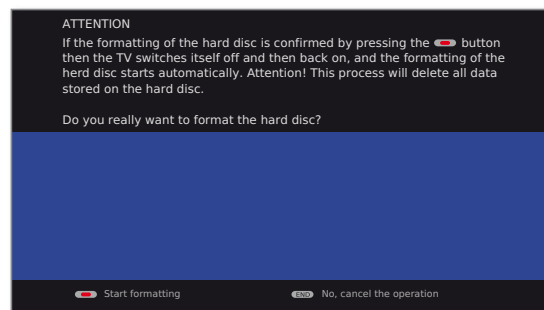 ATTENTION
If the formatting of the hard disc is confirmed by pressing the button
then the TV switches itself off and then back on, and the formatting of the
herd disc starts automatically. Attention! This process will delete all data
stored on the hard disc.
Do you really want to format the hard disc?
Start formatting
END No, cancel the operation